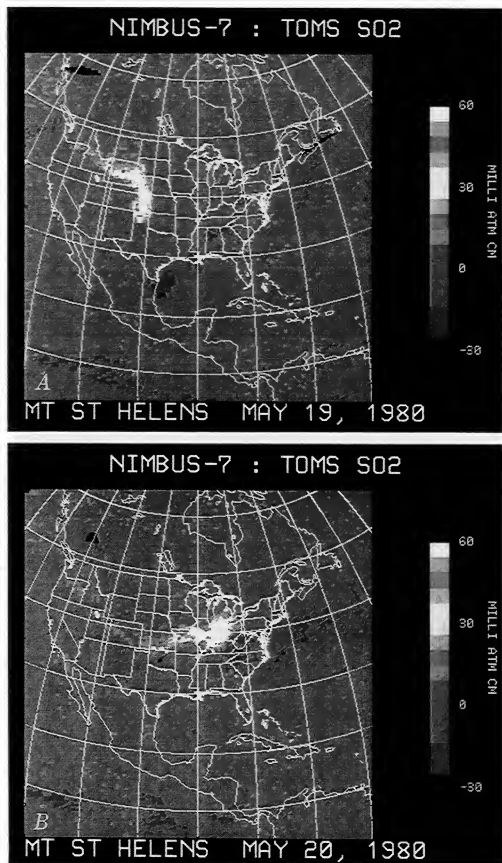 NIMBUS-7 : TOMS SO2
60
30
0
-30
MILLI ATM CM
A
MT ST HELENS MAY 19, 1980
NIMBUS-7 : TOMS SO2
60
30
0
-30
MILLI ATM CM
B
MT ST HELENS MAY 20, 1980